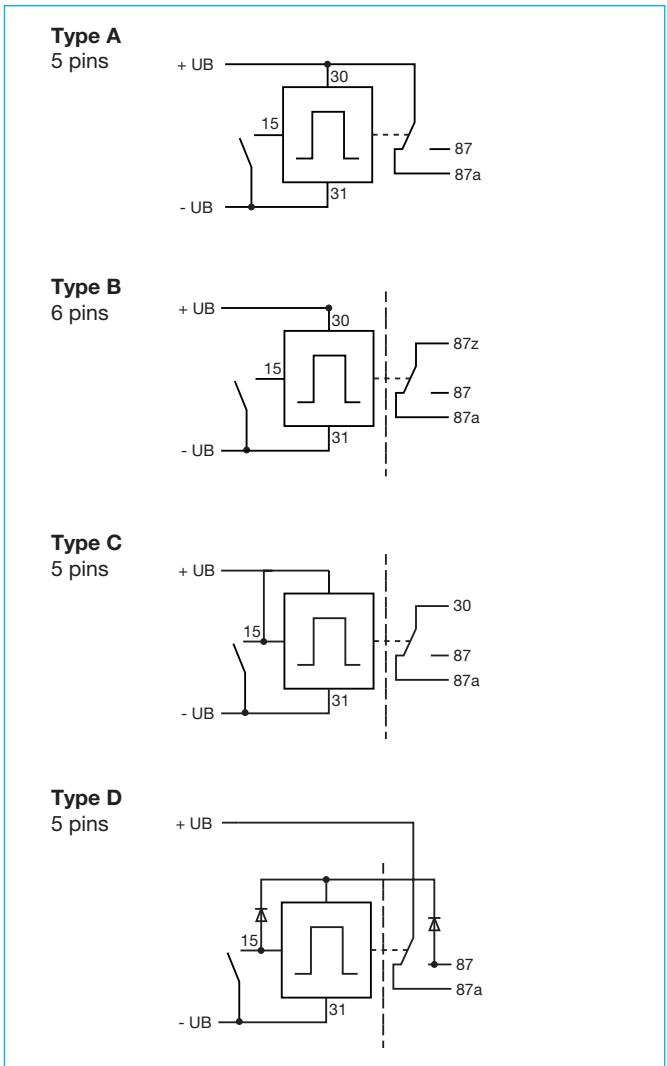 Type A
5 pins
+ UB
30
15
87
87a
31
- UB
Type B
6 pins
+ UB
30
87z
15
87
87a
31
- UB
Type C
5 pins
+ UB
30
15
87
87a
31
- UB
Type D
5 pins
+ UB
15
87
87a
31
- UB